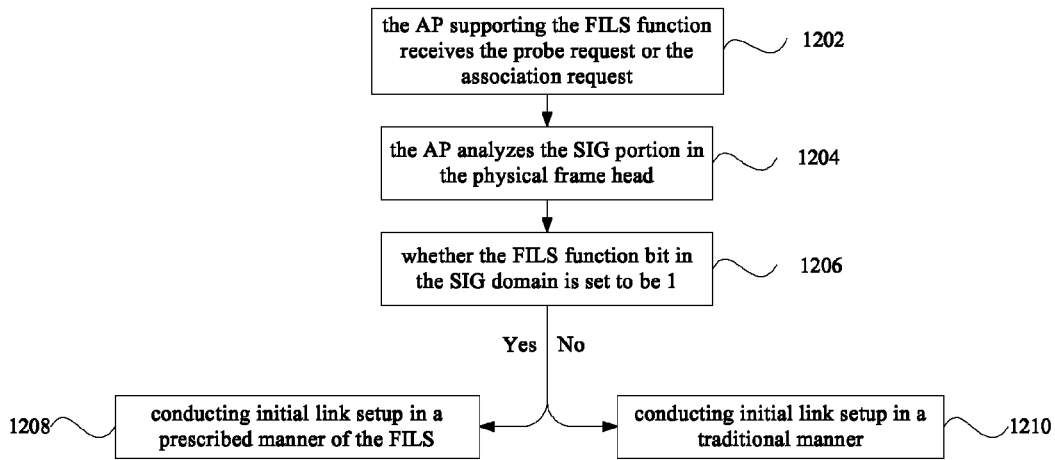 the AP supporting the FILS function
receives the probe request or the
association request
1202
the AP analyzes the SIG portion in
the physical frame head
1204
whether the FILS function bit in
the SIG domain is set to be 1
1206
Yes No
1208
conducting initial link setup in a
prescribed manner of the FILS
conducting initial link setup in a
traditional manner
1210